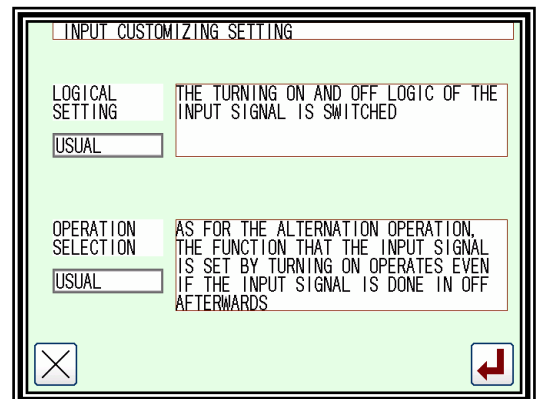 INPUT CUSTOMIZING SETTING
LOGICAL
SETTING
USUAL
THE TURNING ON AND OFF LOGIC OF THE
INPUT SIGNAL IS SWITCHED
OPERATION
SELECTION
USUAL
AS FOR THE ALTERNATION OPERATION,
THE FUNCTION THAT THE INPUT SIGNAL
IS SET BY TURNING ON OPERATES EVEN
IF THE INPUT SIGNAL IS DONE IN OFF
AFTERWARDS